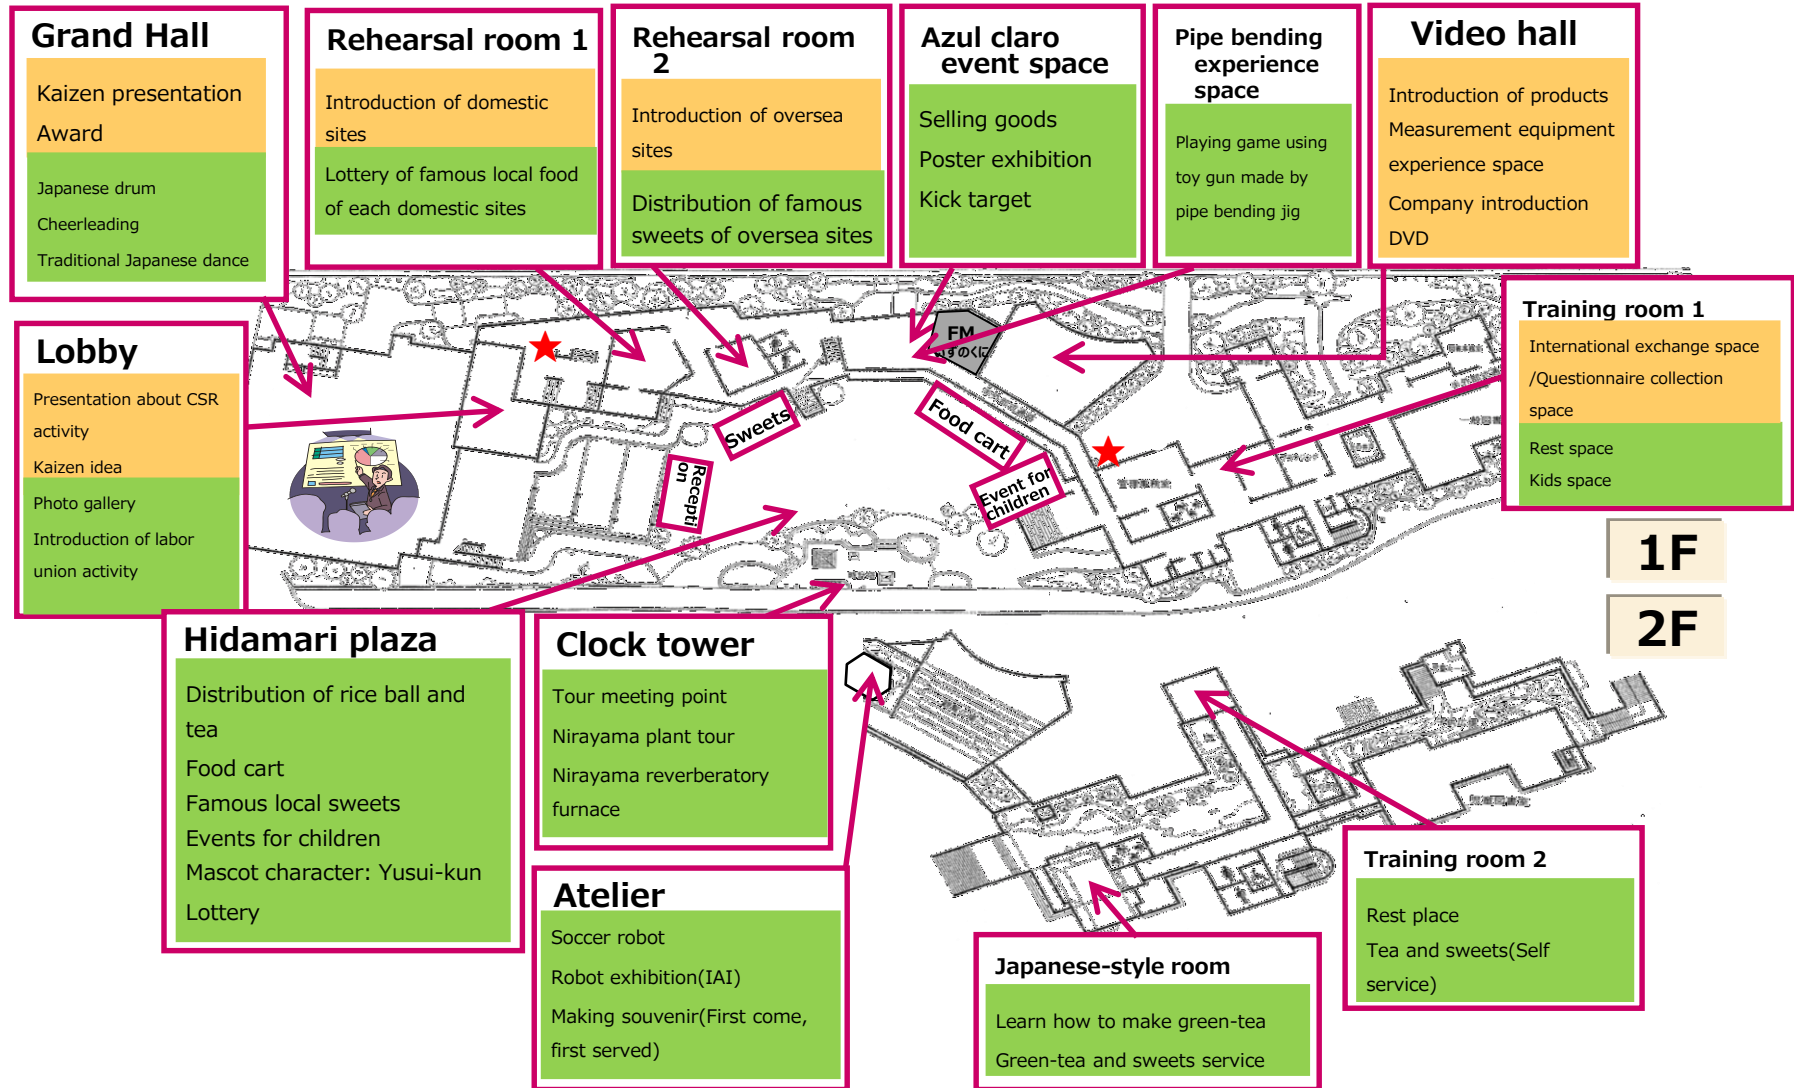 Grand Hall
Kaizen presentation
Award
Japanese drum
Cheerleading
Traditional Japanese dance
Rehearsal room 1
Introduction of domestic
sites
Lottery of famous local food
of each domestic sites
Rehearsal room
2
Introduction of oversea
sites
Distribution of famous
sweets of oversea sites
Azul claro
event space
Selling goods
Poster exhibition
Kick target
Pipe bending
experience
space
Playing game using
toy gun made by
pipe bending jig
Video hall
Introduction of products
Measurement equipment
experience space
Company introduction
DVD
Training room 1
International exchange space
/Questionnaire collection
space
Rest space
Kids space
Lobby
Presentation about CSR
activity
Kaizen idea
Photo gallery
Introduction of labor
union activity
FM
いずのくに
Sweets
Food cart
Recepti
on
Event for
children
1F
2F
Hidamari plaza
Distribution of rice ball and
tea
Food cart
Famous local sweets
Events for children
Mascot character: Yusui-kun
Lottery
Clock tower
Tour meeting point
Nirayama plant tour
Nirayama reverberatory
furnace
Atelier
Soccer robot
Robot exhibition(IAI)
Making souvenir(First come,
first served)
Japanese-style room
Learn how to make green-tea
Green-tea and sweets service
Training room 2
Rest place
Tea and sweets(Self
service)